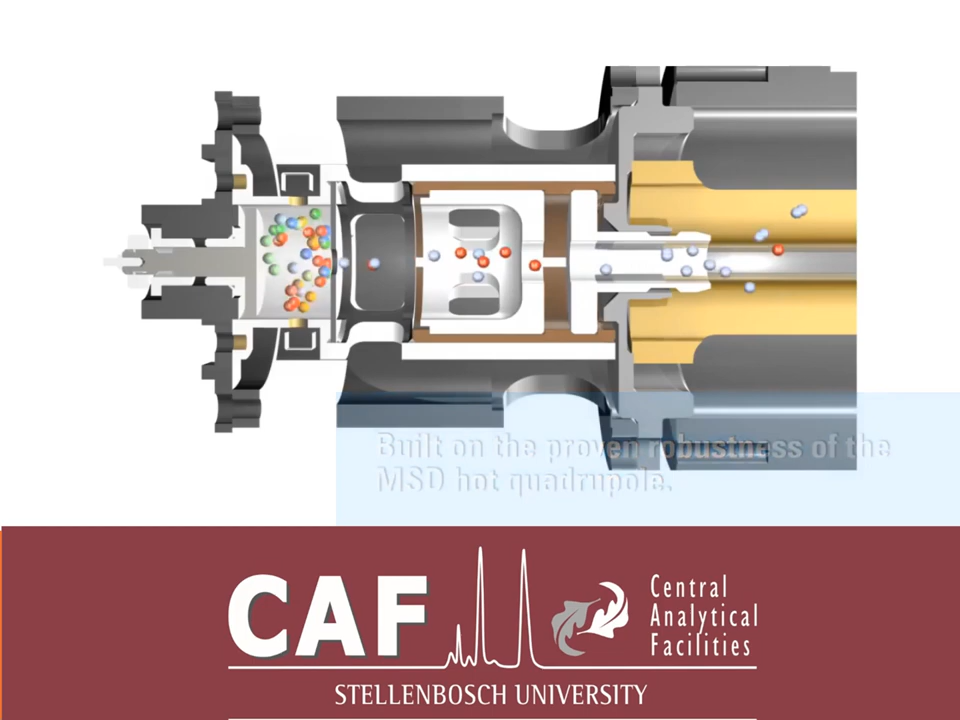 Built on the proven robustness of the
MSD hot quadrupole.
CAF
Central
Analytical
Facilities
STELLENBOSCH UNIVERSITY